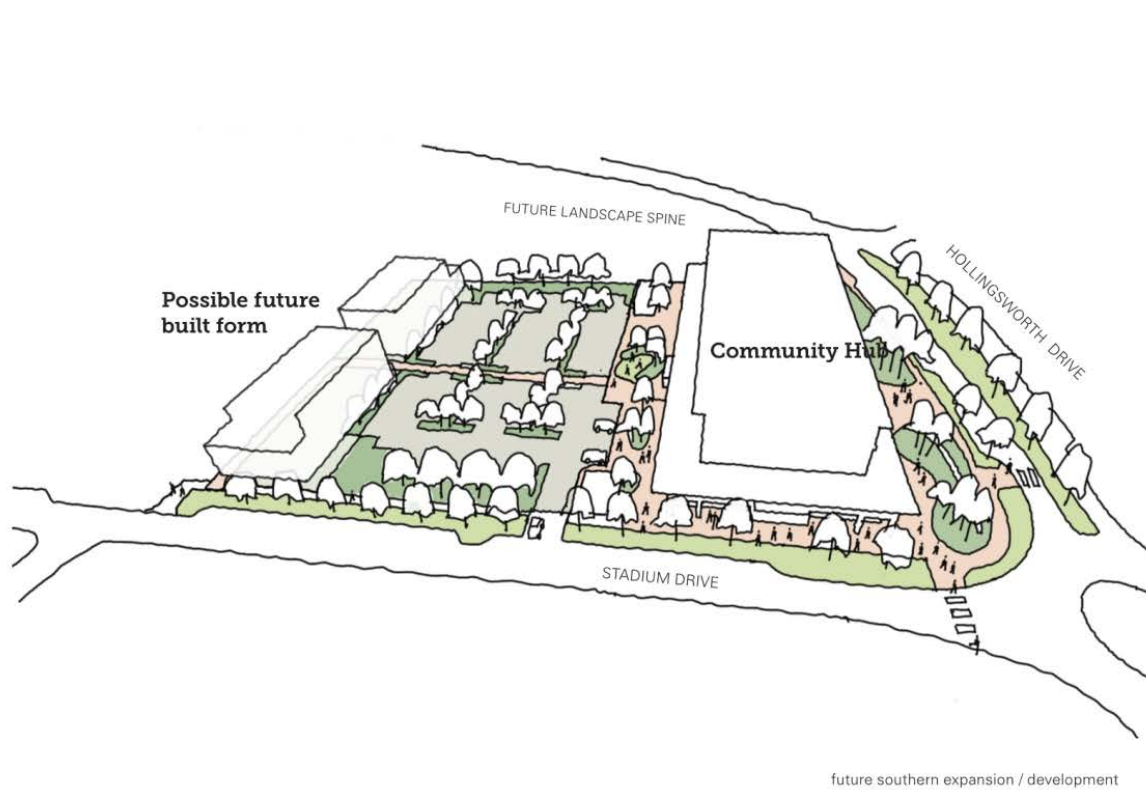 FUTURE LANDSCAPE SPINE
HOLLINGSWORTH DRIVE
Possible future
built form
Community Hub
STADIUM DRIVE
future southern expansion / development